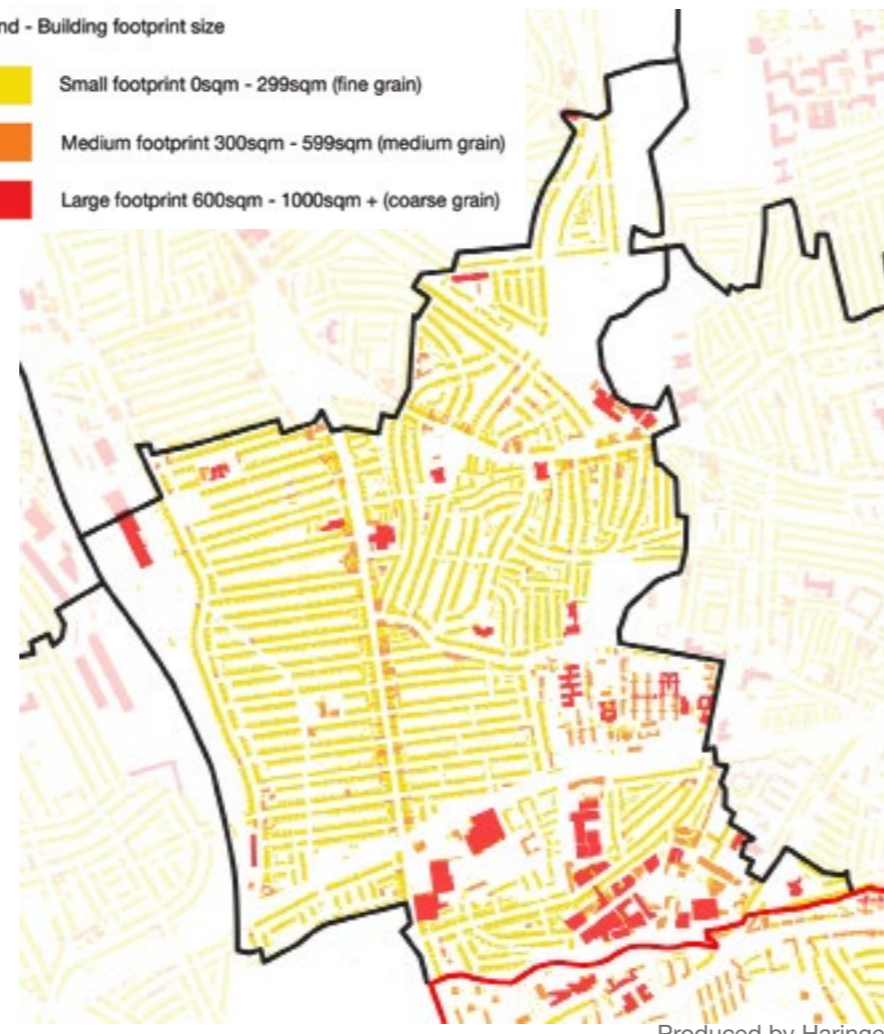 nd - Building footprint size
Small footprint 0sqm - 299sqm (fine grain)
Medium footprint 300sqm - 599sqm (medium grain)
Large footprint 600sqm - 1000sqm + (coarse grain)
Produced by Haringe